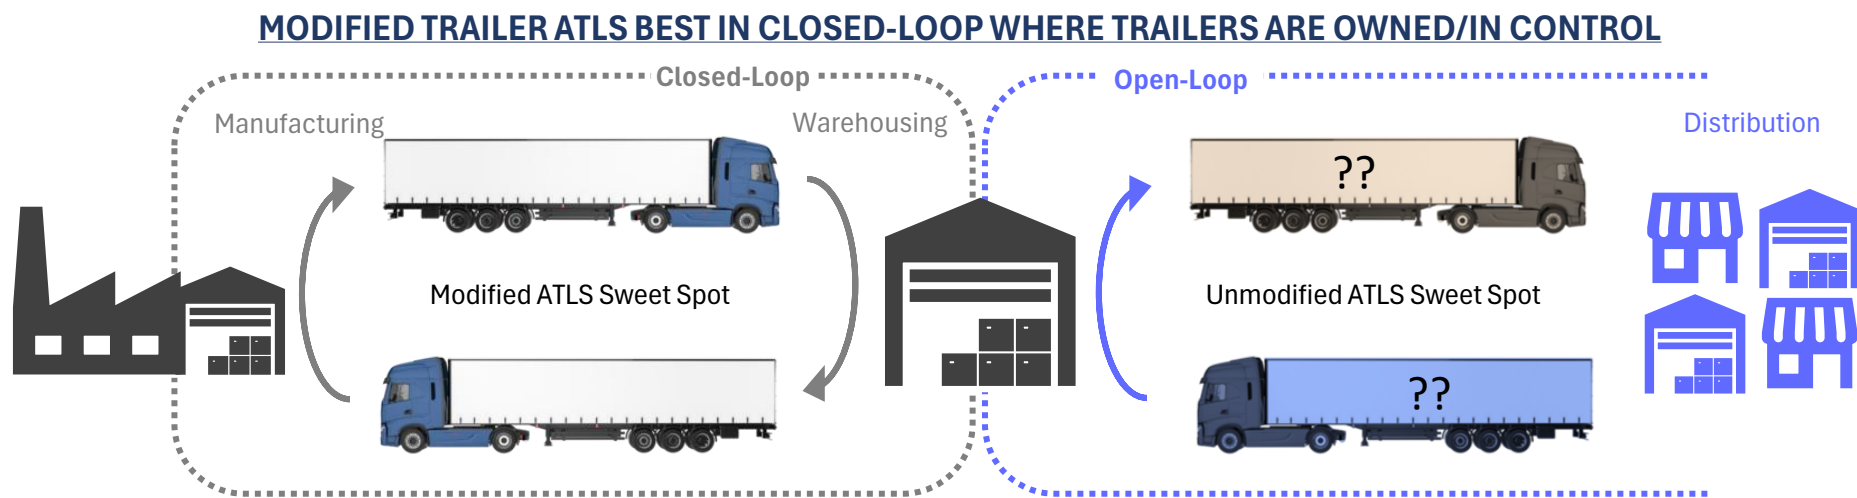 MODIFIED TRAILER ATLS BEST IN CLOSED-LOOP WHERE TRAILERS ARE OWNED/IN CONTROL
Closed-Loop
Open-Loop
Manufacturing
Warehousing
Distribution
??
Modified ATLS Sweet Spot
Unmodified ATLS Sweet Spot
??